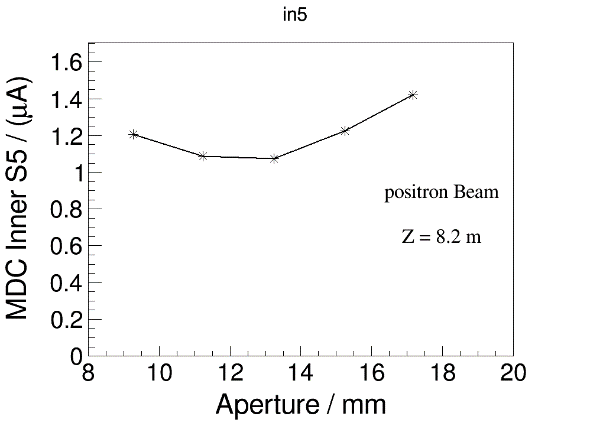 in5
MDC Inner S5 / (μA)
1.6
1.4
1.2
1
0.8
0.6
0.4
0.2
0
positron Beam
Z = 8.2 m
8 10 12 14 16 18 20
Aperture / mm